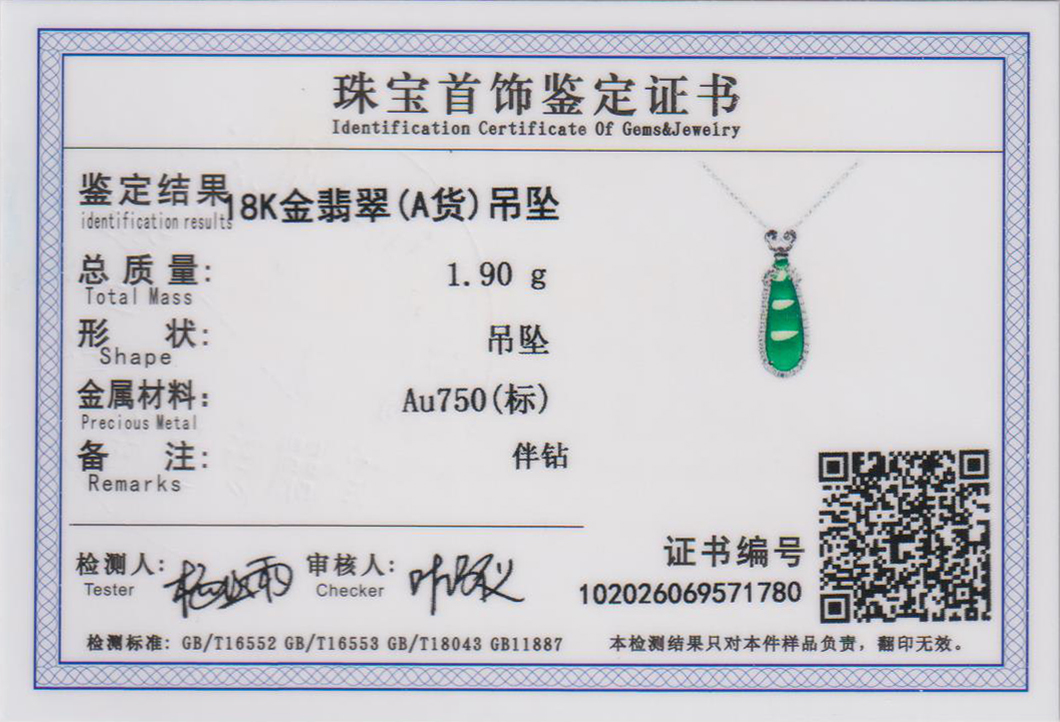 珠宝首饰鉴定证书
Identification Certificate Of Gems&Jewelry
鉴定结果 18K金翡翠(A货)吊坠
identification results
总质量: 1.90 g
Total Mass
形状: 吊坠
Shape
金属材料: Au750(标)
Precious Metal
备注: 伴钻
Remarks
检测人: 审核人:
Tester Checker
证书编号
102026069571780
检测标准: GB/T16552 GB/T16553 GB/T18043 GB11887
本检测结果只对本件样品负责，翻印无效。